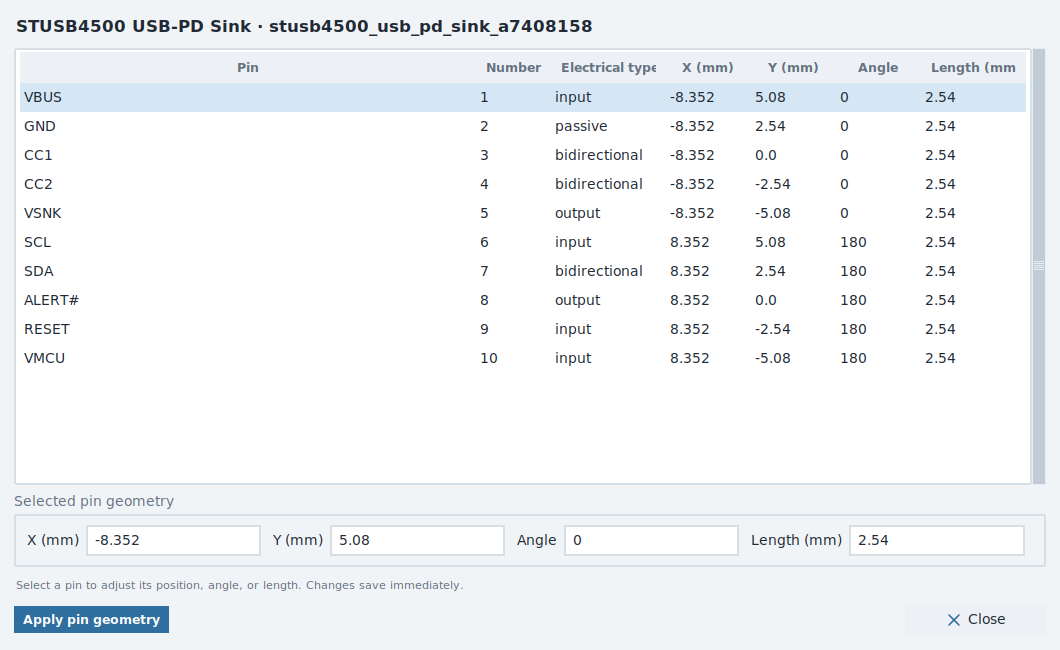 STUSB4500 USB-PD Sink · stusb4500_usb_pd_sink_a7408158
Pin Number Electrical type X (mm) Y (mm) Angle Length (mm
VBUS 1 input -8.352 5.08 0 2.54
GND 2 passive -8.352 2.54 0 2.54
CC1 3 bidirectional -8.352 0.0 0 2.54
CC2 4 bidirectional -8.352 -2.54 0 2.54
VSNK 5 output -8.352 -5.08 0 2.54
SCL 6 input 8.352 5.08 180 2.54
SDA 7 bidirectional 8.352 2.54 180 2.54
ALERT# 8 output 8.352 0.0 180 2.54
RESET 9 input 8.352 -2.54 180 2.54
VMCU 10 input 8.352 -5.08 180 2.54
Selected pin geometry
X (mm) -8.352 Y (mm) 5.08 Angle 0 Length (mm) 2.54
Select a pin to adjust its position, angle, or length. Changes save immediately.
Apply pin geometry Close